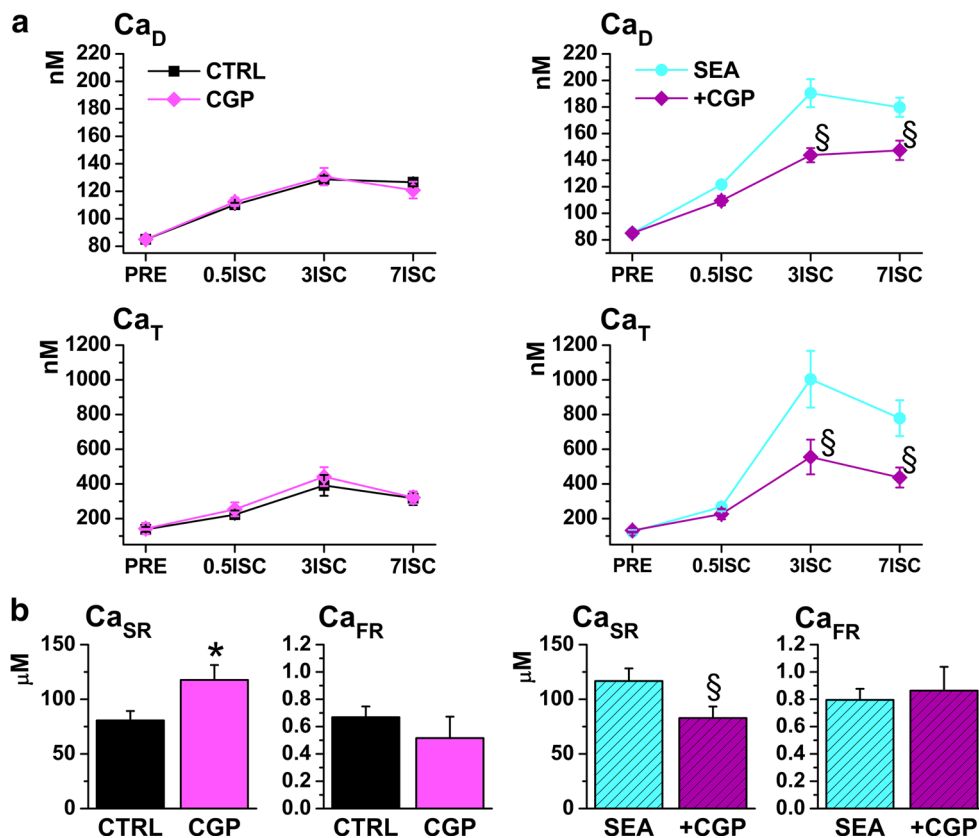 a
Ca_D
Ca_D
nM
220
200
180
160
140
120
100
80
CTRL
CGP
PRE
0.5ISC
3ISC
7ISC
nM
220
200
180
160
140
120
100
80
SEA
+CGP
§
§
PRE
0.5ISC
3ISC
7ISC
Ca_T
Ca_T
nM
1200
1000
800
600
400
200
PRE
0.5ISC
3ISC
7ISC
nM
1200
1000
800
600
400
200
§
§
PRE
0.5ISC
3ISC
7ISC
b
Ca_SR
μM
150
100
50
0
*
CTRL
CGP
Ca_FR
1.2
1.0
0.8
0.6
0.4
0.2
0.0
CTRL
CGP
Ca_SR
μM
150
100
50
0
§
SEA
+CGP
Ca_FR
1.2
1.0
0.8
0.6
0.4
0.2
0.0
SEA
+CGP